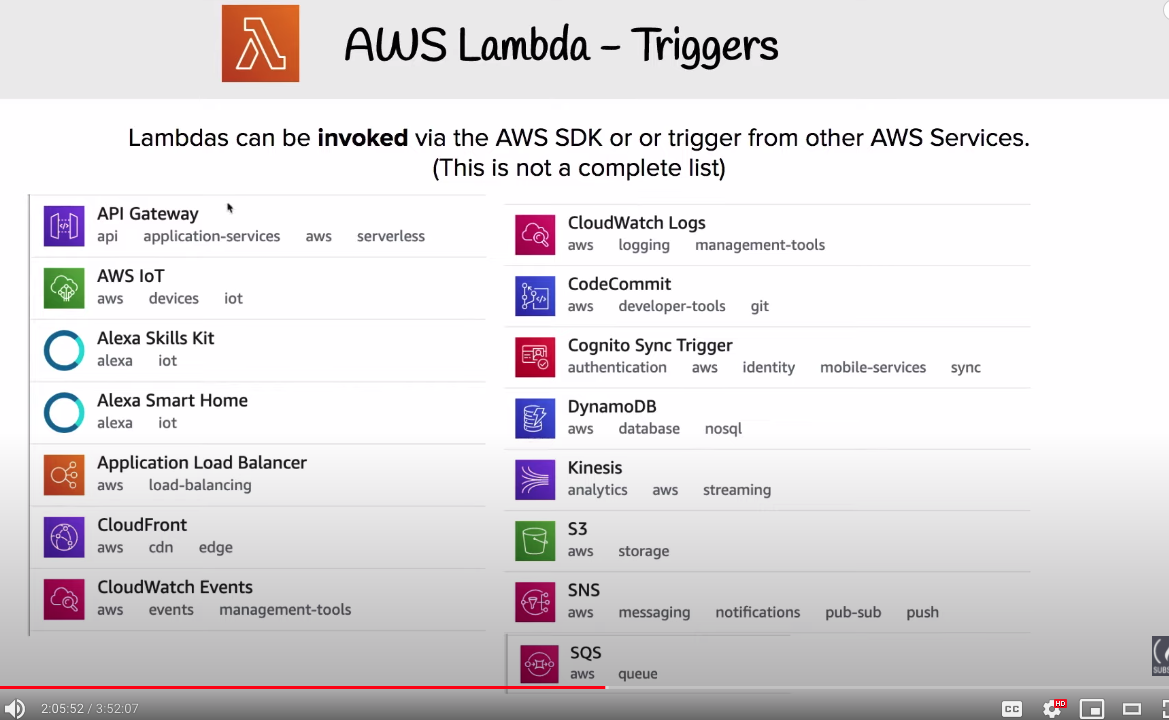 AWS Lambda - Triggers
Lambdas can be invoked via the AWS SDK or or trigger from other AWS Services.
(This is not a complete list)
API Gateway
api application-services aws serverless
AWS IoT
aws devices iot
Alexa Skills Kit
alexa iot
Alexa Smart Home
alexa iot
Application Load Balancer
aws load-balancing
CloudFront
aws cdn edge
CloudWatch Events
aws events management-tools
CloudWatch Logs
aws logging management-tools
CodeCommit
aws developer-tools git
Cognito Sync Trigger
authentication aws identity mobile-services sync
DynamoDB
aws database nosql
Kinesis
analytics aws streaming
S3
aws storage
SNS
aws messaging notifications pub-sub push
SQS
aws queue
2:05:52 / 3:52:07
CC
HD